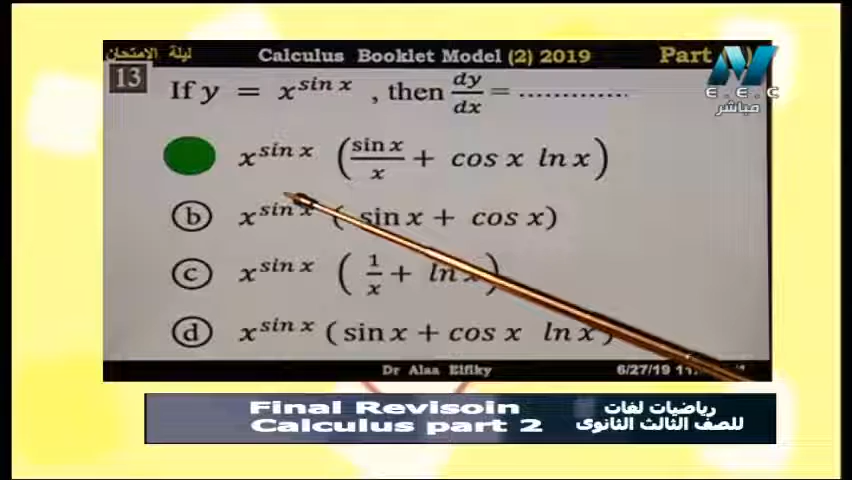 ليلة الامتحان Calculus Booklet Model (2) 2019 Part
E.E.C
مباشر
13 If y = x^{sin x} , then dy/dx = ..............
x^{sin x} ( sin x / x + cos x ln x )
b x^{sin x} ( sin x + cos x)
c x^{sin x} ( 1/x + ln x )
d x^{sin x} ( sin x + cos x ln x )
Dr Alaa Elfiky 6/27/19
Final Revisoin رياضيات لغات
Calculus part 2 للصف الثالث الثانوى